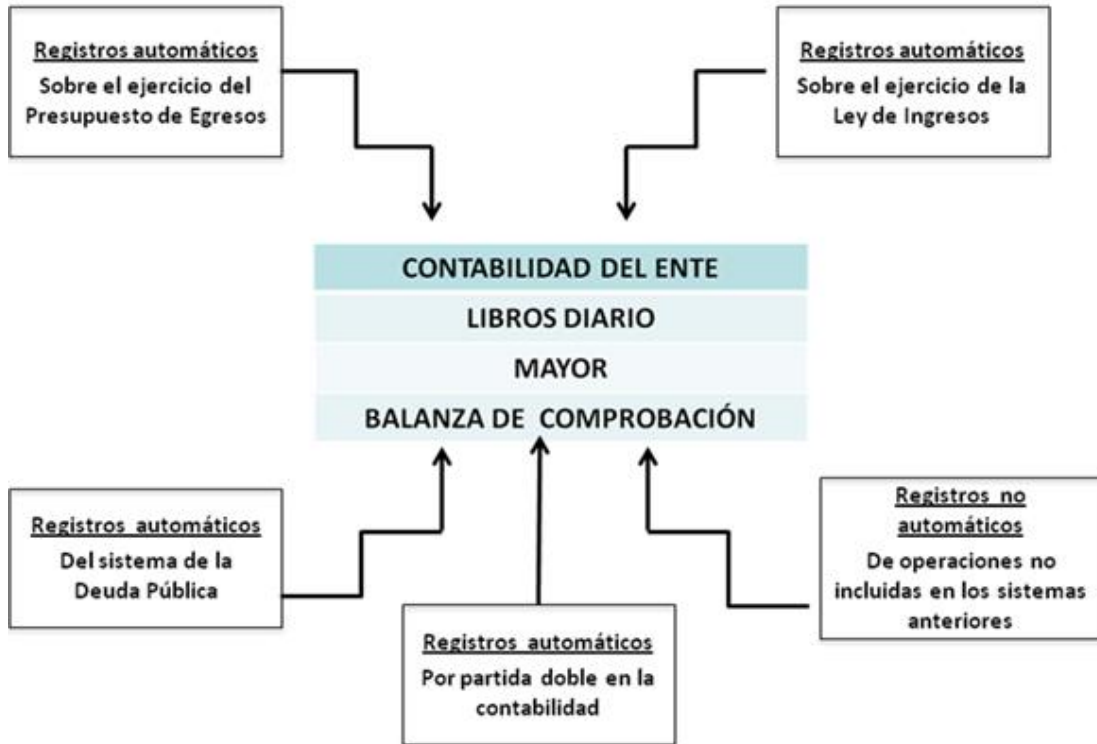 Registros automáticos
Sobre el ejercicio del
Presupuesto de Egresos
Registros automáticos
Sobre el ejercicio de la
Ley de Ingresos
CONTABILIDAD DEL ENTE
LIBROS DIARIO
MAYOR
BALANZA DE COMPROBACIÓN
Registros automáticos
Del sistema de la
Deuda Pública
Registros automáticos
Por partida doble en la
contabilidad
Registros no
automáticos
De operaciones no
incluidas en los sistemas
anteriores